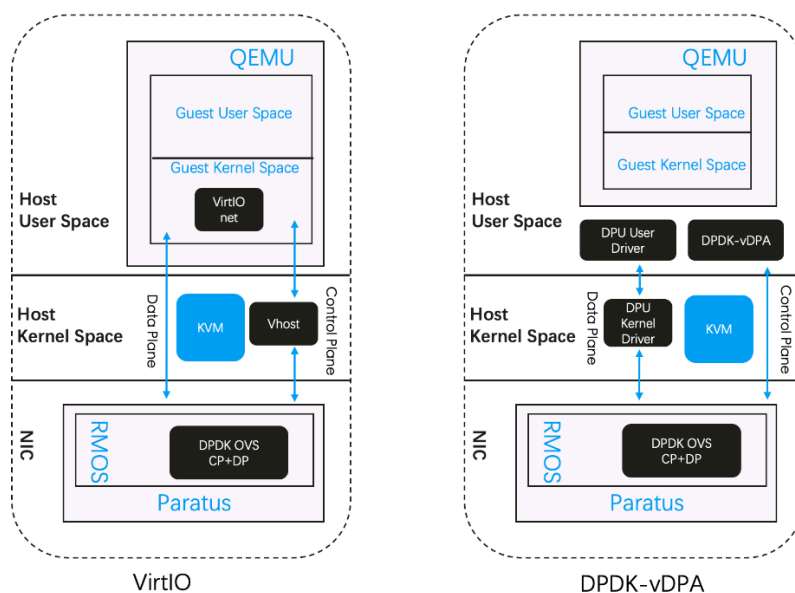 QEMU
Guest User Space
Guest Kernel Space
VirtIO
net
Host
User Space
Data Plane
Control Plane
Host
Kernel Space
KVM
Vhost
NIC
RMOS
DPDK OVS
CP+DP
Paratus
VirtIO
QEMU
Guest User Space
Guest Kernel Space
Host
User Space
DPU User
Driver
DPDK-vDPA
Host
Kernel Space
Data Plane
DPU
Kernel
Driver
KVM
Control Plane
NIC
RMOS
DPDK OVS
CP+DP
Paratus
DPDK-vDPA